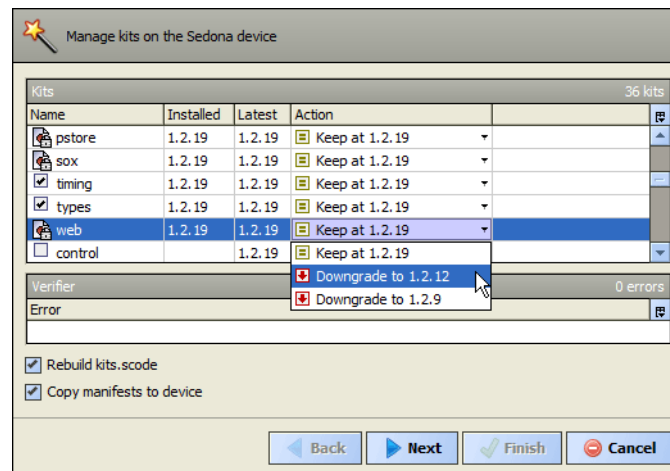 Manage kits on the Sedona device
Kits 36 kits
Name Installed Latest Action
pstore 1.2.19 1.2.19 Keep at 1.2.19
sox 1.2.19 1.2.19 Keep at 1.2.19
timing 1.2.19 1.2.19 Keep at 1.2.19
types 1.2.19 1.2.19 Keep at 1.2.19
web 1.2.19 1.2.19 Keep at 1.2.19
control 1.2.19 Keep at 1.2.19
Downgrade to 1.2.12
Verifier 0 errors
Downgrade to 1.2.9
Error
Rebuild kits.scode
Copy manifests to device
Back Next Finish Cancel